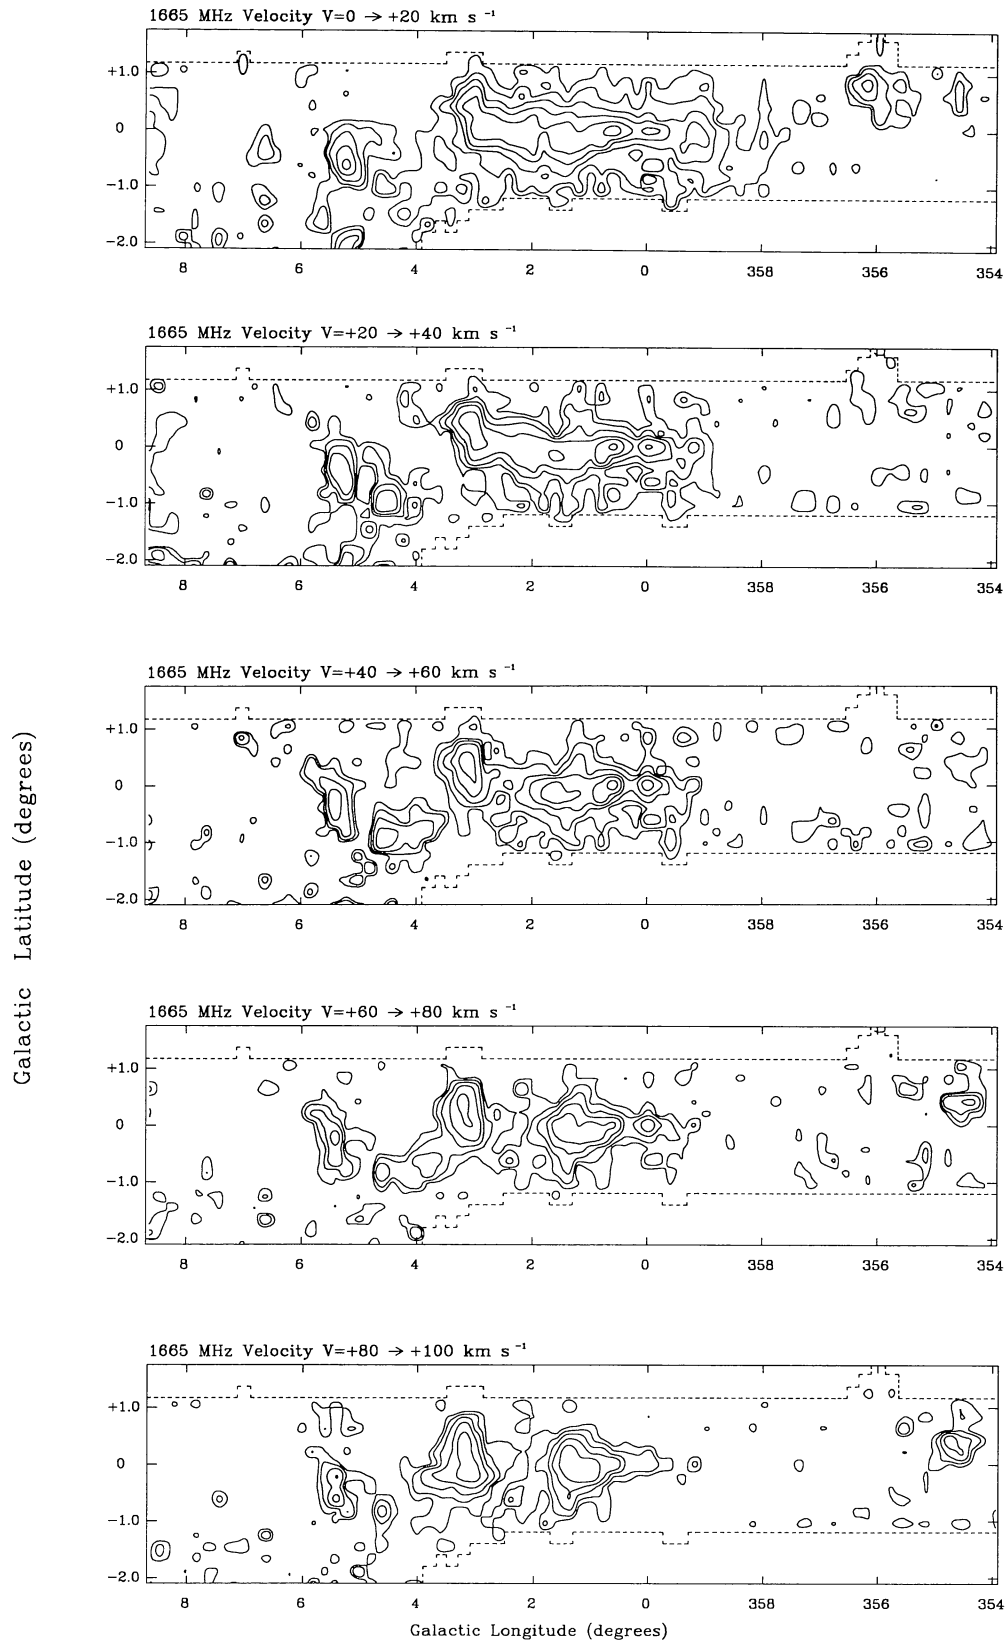 1665 MHz Velocity V=0 → +20 km s⁻¹
+1.0
0
−1.0
−2.0
8 6 4 2 0 358 356 354
1665 MHz Velocity V=+20 → +40 km s⁻¹
+1.0
0
−1.0
−2.0
8 6 4 2 0 358 356 354
1665 MHz Velocity V=+40 → +60 km s⁻¹
+1.0
0
−1.0
−2.0
8 6 4 2 0 358 356 354
1665 MHz Velocity V=+60 → +80 km s⁻¹
+1.0
0
−1.0
−2.0
8 6 4 2 0 358 356 354
1665 MHz Velocity V=+80 → +100 km s⁻¹
+1.0
0
−1.0
−2.0
8 6 4 2 0 358 356 354
Galactic Longitude (degrees)
Galactic Latitude (degrees)